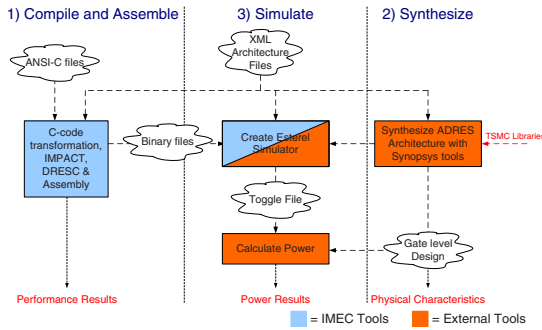 1) Compile and Assemble
3) Simulate
2) Synthesize
XML
Architecture
Files
ANSI-C files
C-code
transformation,
IMPACT,
DRESC &
Assembly
Binary files
Create Esterel
Simulator
Synthesize ADRES
Architecture with
Synopsys tools
TSMC Libraries
Toggle File
Calculate Power
Gate level
Design
Performance Results
Power Results
Physical Characteristics
= IMEC Tools
= External Tools